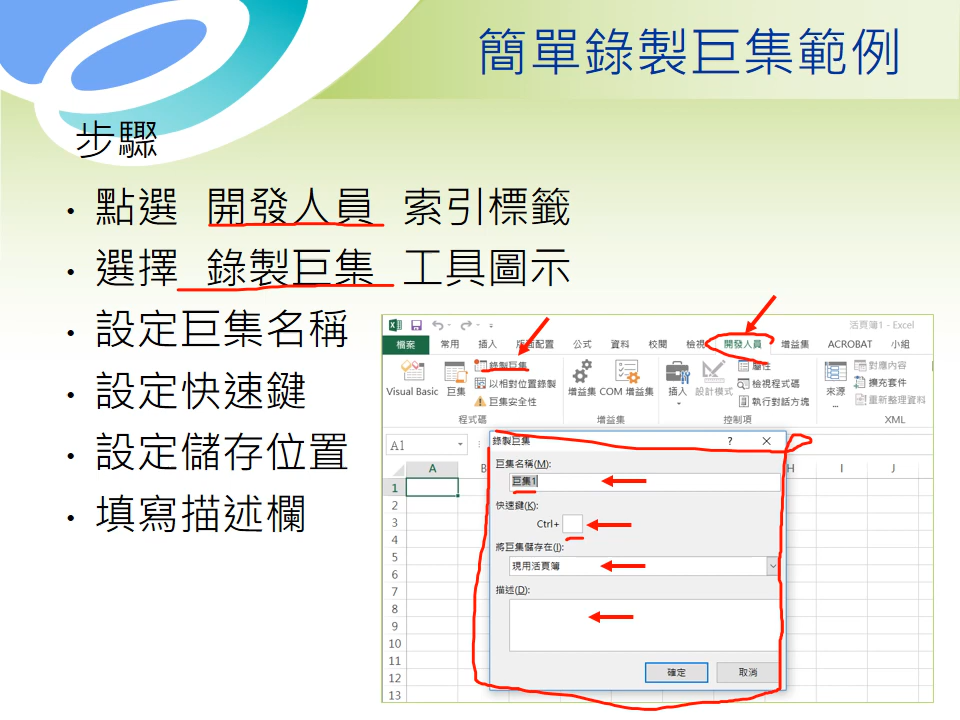 簡單錄製巨集範例
步驟
• 點選 開發人員 索引標籤
• 選擇 錄製巨集 工具圖示
• 設定巨集名稱
• 設定快速鍵
• 設定儲存位置
• 填寫描述欄
活頁簿1 - Excel
檔案 常用 插入 版面配置 公式 資料 校閱 檢視 開發人員 增益集 ACROBAT 小組
錄製巨集 屬性 對應內容
以相對位置錄製 檢視程式碼 擴充套件
巨集安全性 執行對話方塊 重新整理資料
Visual Basic 巨集 增益集 COM 增益集 插入 設計模式 來源
程式碼 增益集 控制項 XML
A1
錄製巨集 ? ×
A B H I J
巨集名稱(M):
巨集1
快速鍵(K):
Ctrl+
將巨集儲存在(I):
現用活頁簿
描述(D):
確定 取消
1
2
3
4
5
6
7
8
9
10
11
12
13